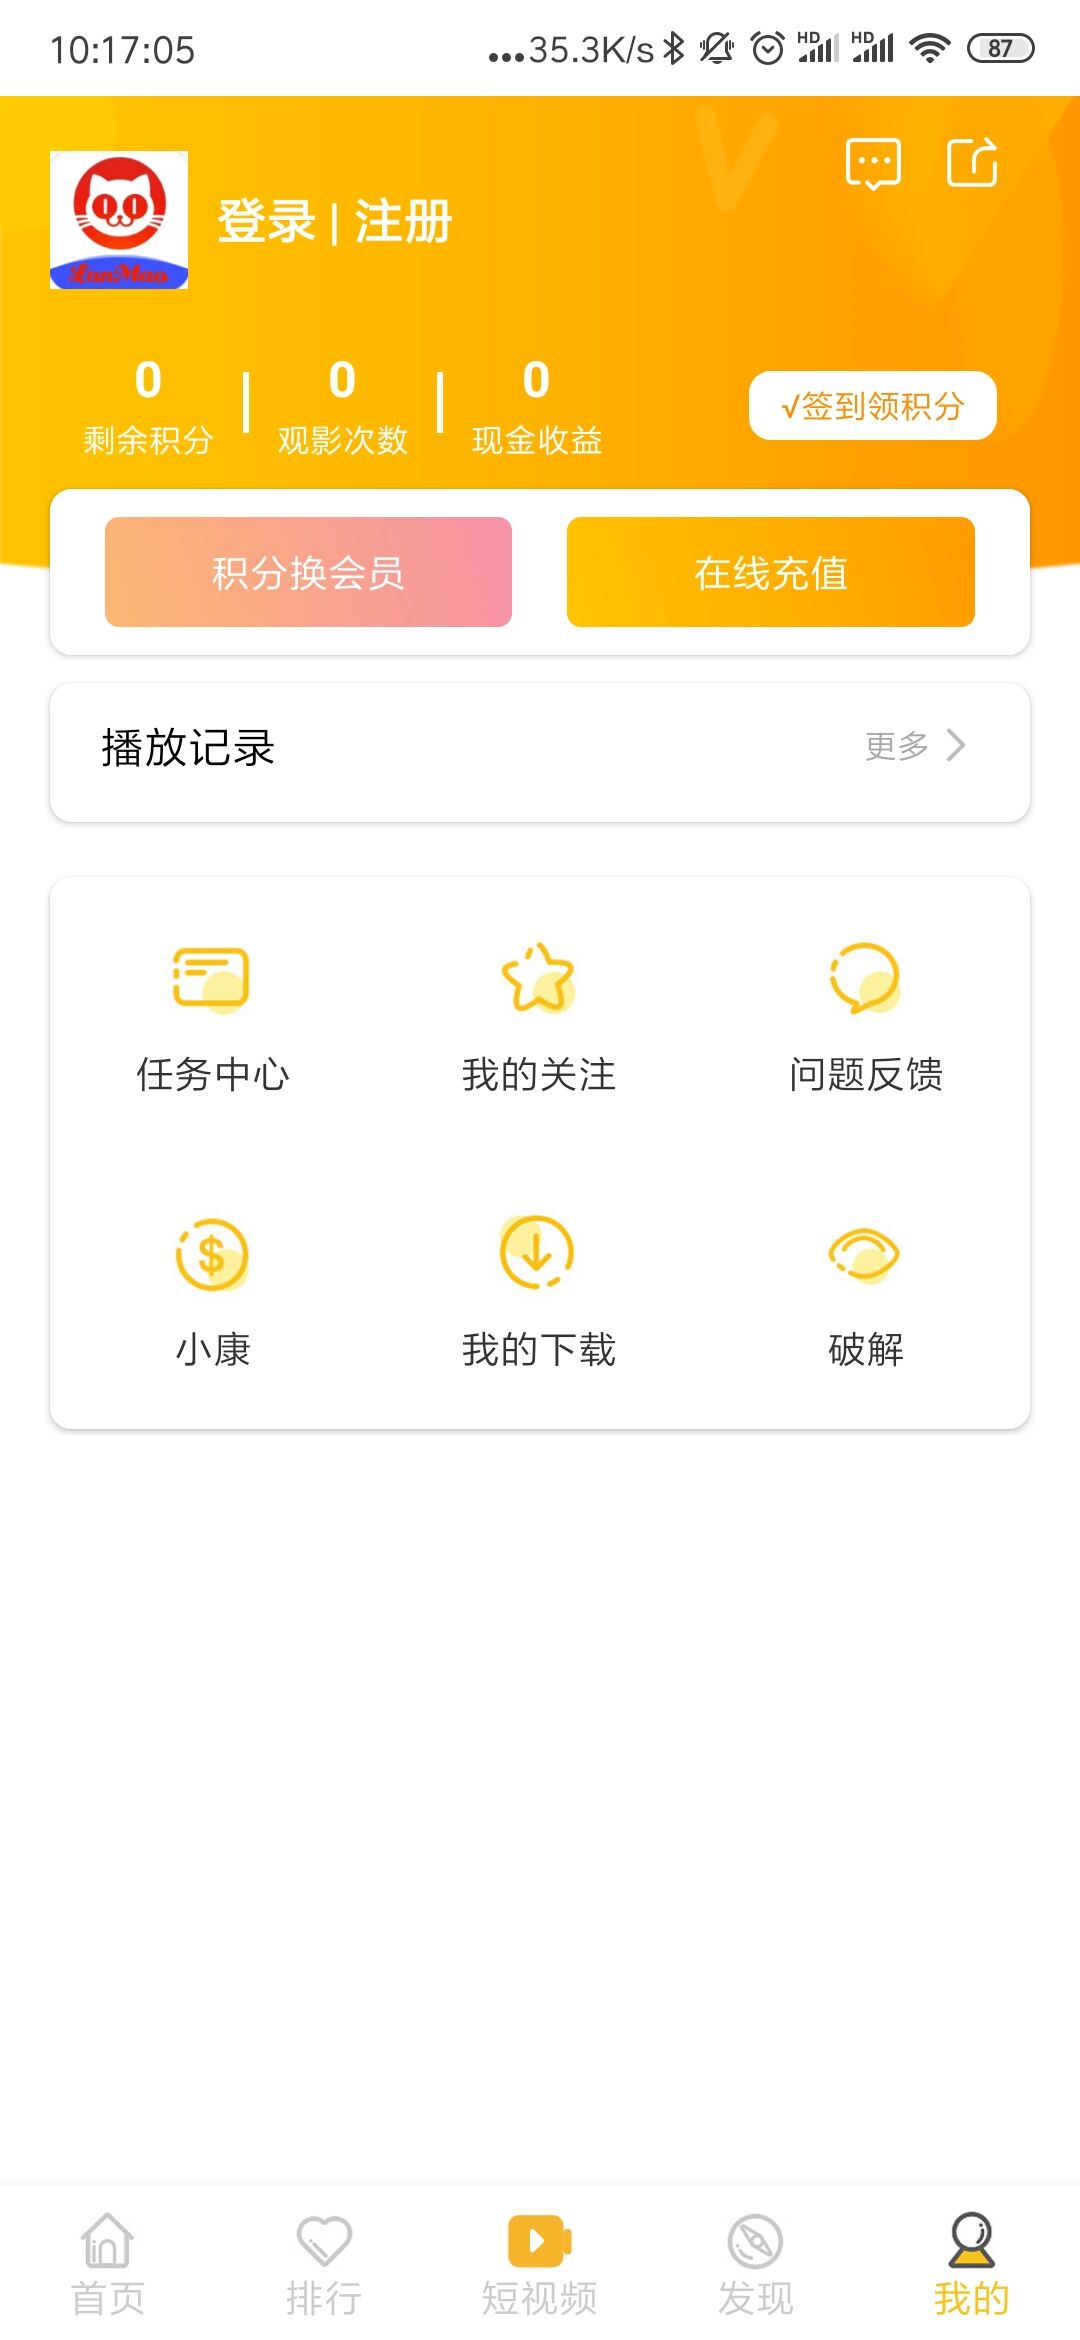 10:17:05
...35.3K/s HD HD 87
登录 | 注册
LanMao
0 0 0
剩余积分 观影次数 现金收益
√签到领积分
积分换会员 在线充值
播放记录 更多
任务中心 我的关注 问题反馈
小康 我的下载 破解
首页 排行 短视频 发现 我的